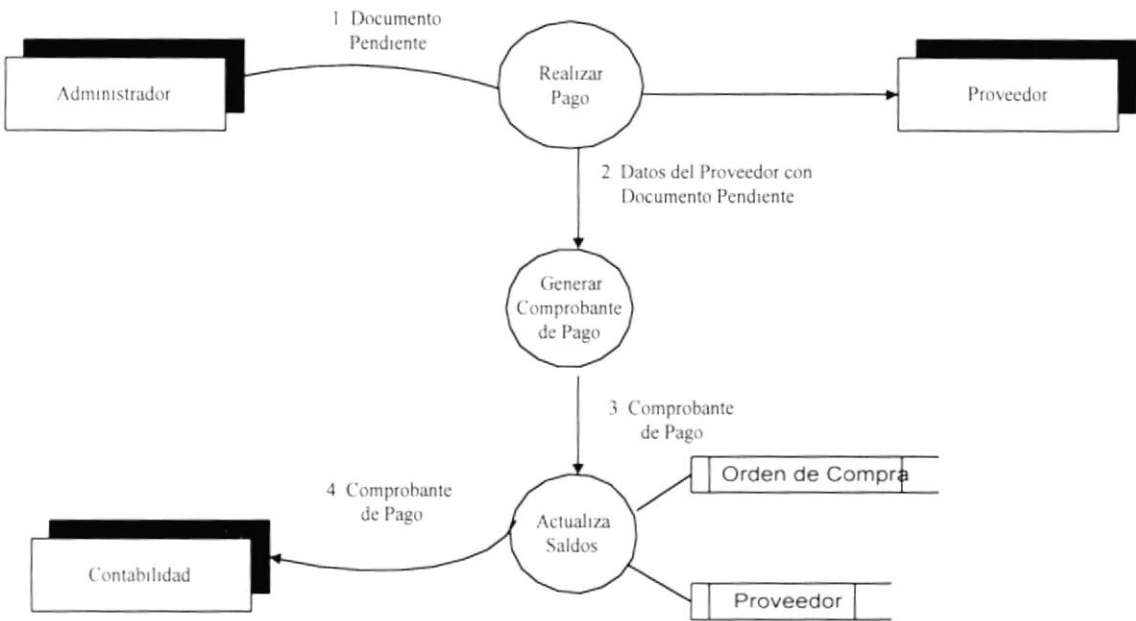 1 Documento
Pendiente
Administrador
Realizar
Pago
Proveedor
2 Datos del Proveedor con
Documento Pendiente
Generar
Comprobante
de Pago
3 Comprobante
de Pago
Orden de Compra
4 Comprobante
de Pago
Actualiza
Saldos
Contabilidad
Proveedor